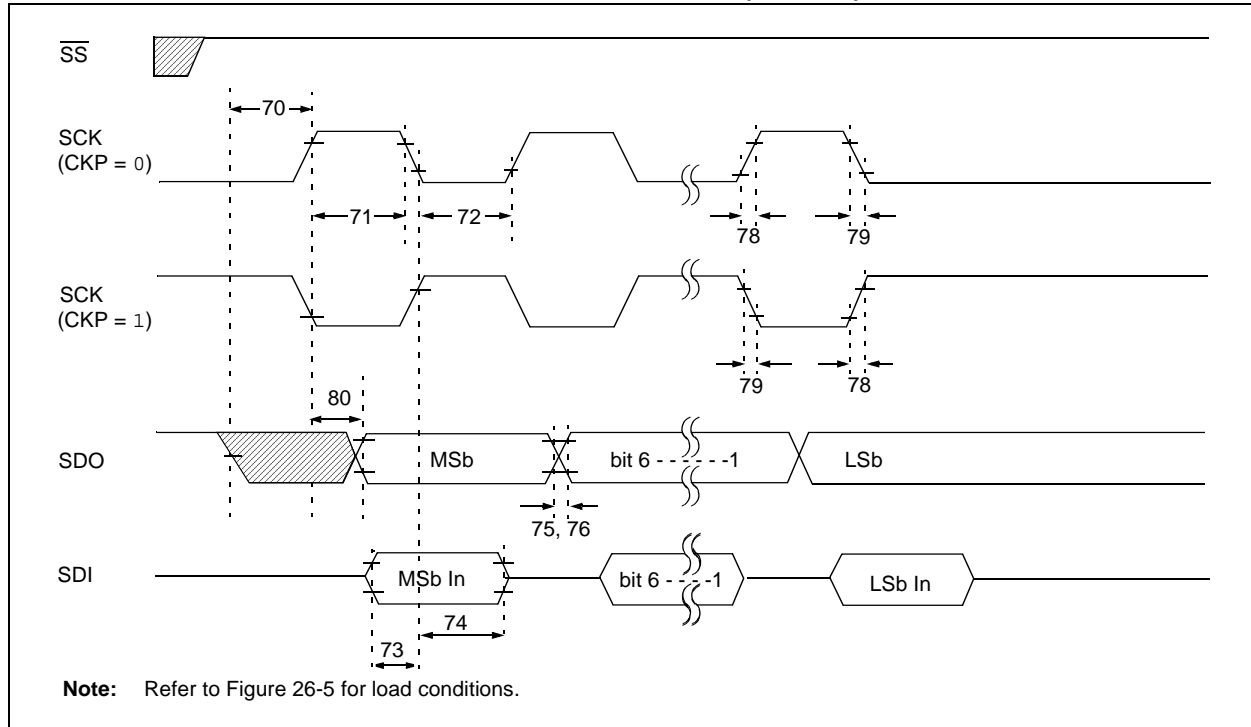 SS
70
SCK
(CKP = 0)
71
72
78
79
SCK
(CKP = 1)
79
78
80
SDO
MSb
bit 6 - - - - - - -1
LSb
75, 76
SDI
MSb In
bit 6 - - - - -1
LSb In
74
73
Note: Refer to Figure 26-5 for load conditions.